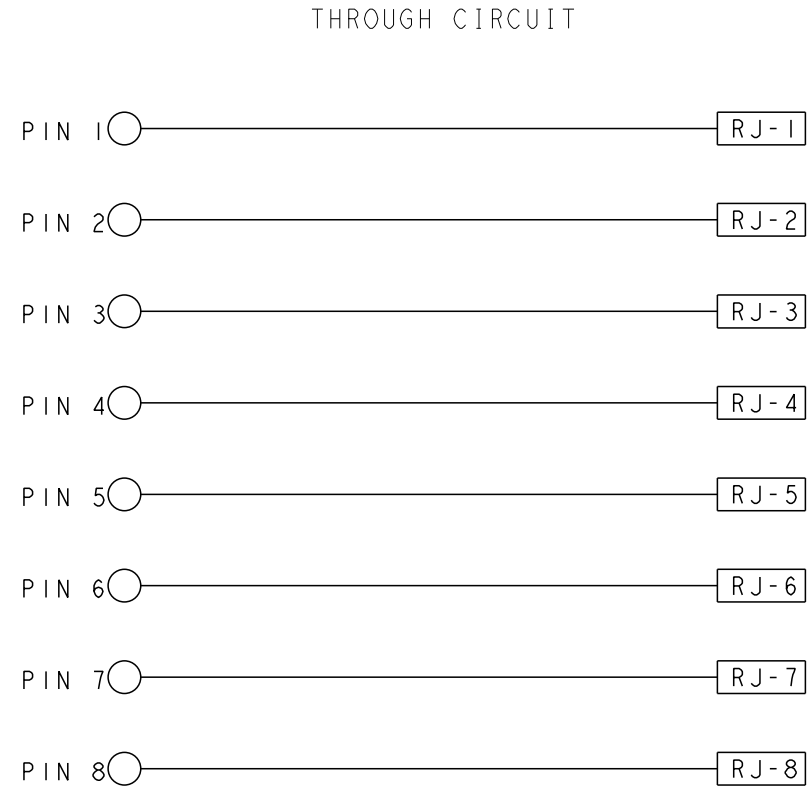 THROUGH CIRCUIT
PIN 1 RJ-1
PIN 2 RJ-2
PIN 3 RJ-3
PIN 4 RJ-4
PIN 5 RJ-5
PIN 6 RJ-6
PIN 7 RJ-7
PIN 8 RJ-8